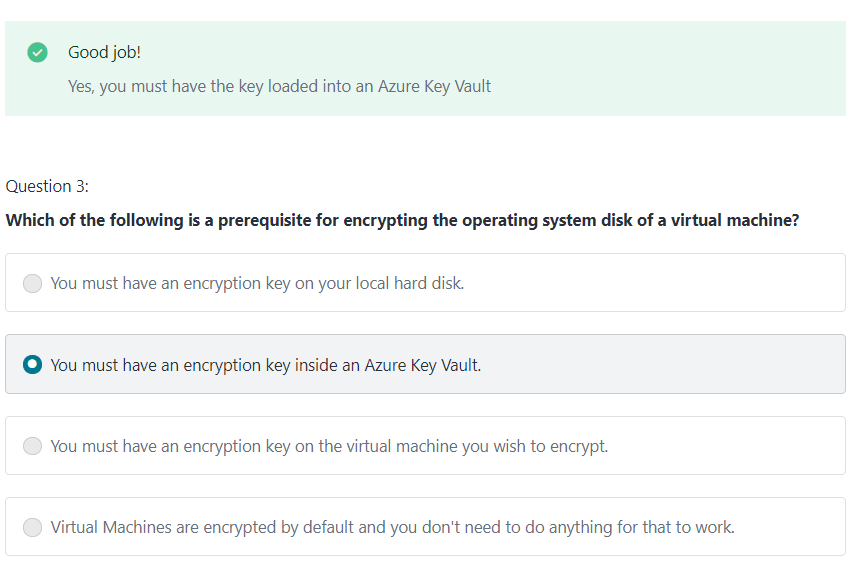 Good job!
Yes, you must have the key loaded into an Azure Key Vault
Question 3:
Which of the following is a prerequisite for encrypting the operating system disk of a virtual machine?
You must have an encryption key on your local hard disk.
You must have an encryption key inside an Azure Key Vault.
You must have an encryption key on the virtual machine you wish to encrypt.
Virtual Machines are encrypted by default and you don't need to do anything for that to work.